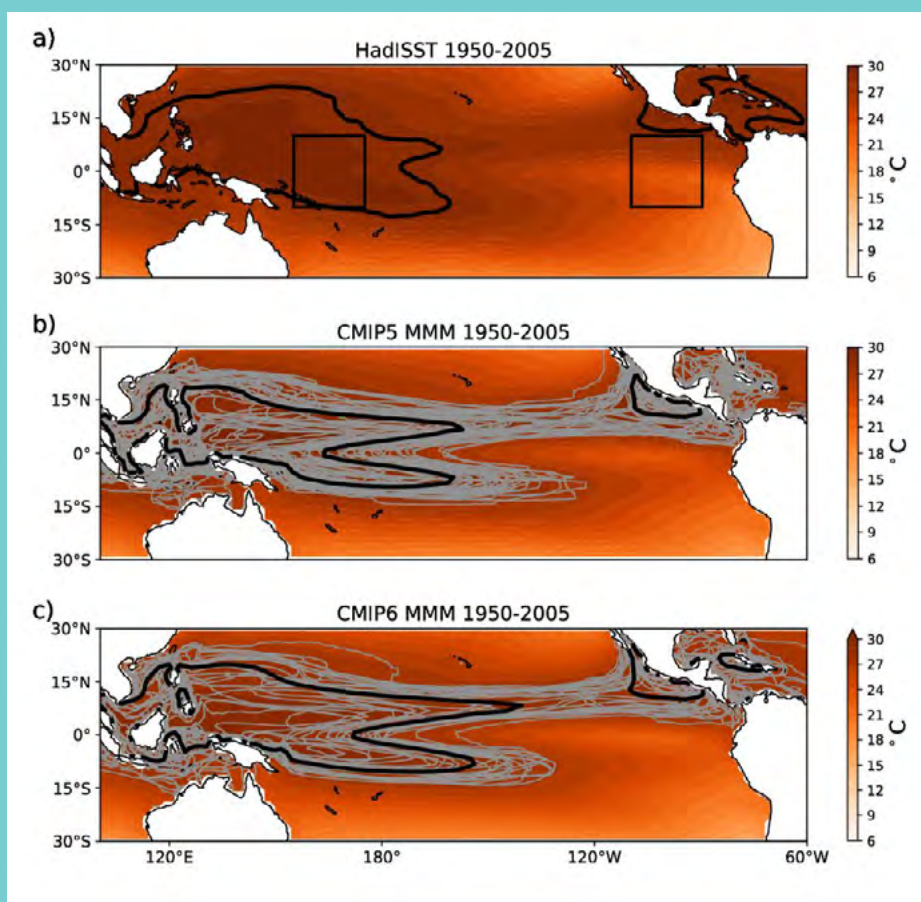 a)
HadISST 1950-2005
30°N
15°N
0°
15°S
30°S
30
27
24
21
18
15
12
9
6
°C
b)
CMIP5 MMM 1950-2005
30°N
15°N
0°
15°S
30°S
30
27
24
21
18
15
12
9
6
°C
c)
CMIP6 MMM 1950-2005
30°N
15°N
0°
15°S
30°S
30
27
24
21
18
15
12
9
6
°C
120°E 180° 120°W 60°W